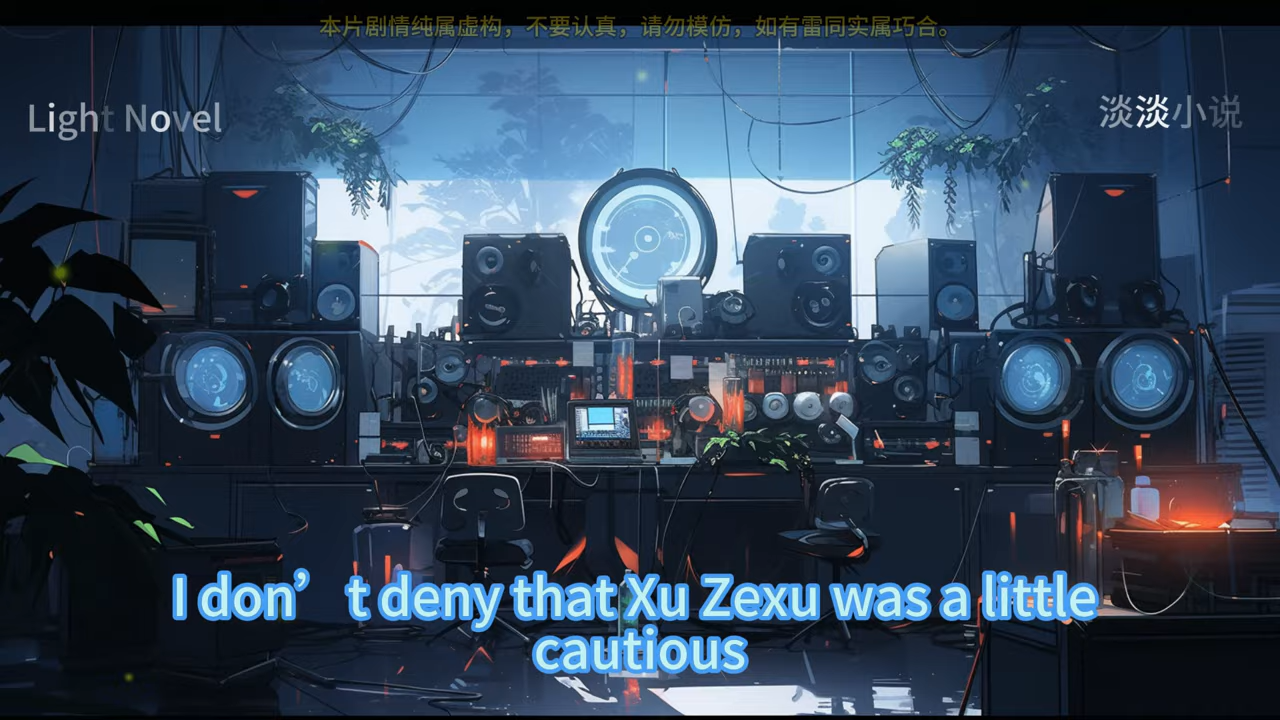 本片剧情纯属虚构，不要认真，请勿模仿，如有雷同实属巧合。
Light Novel
淡淡小说
I don’t deny that Xu Zexu was a little
cautious